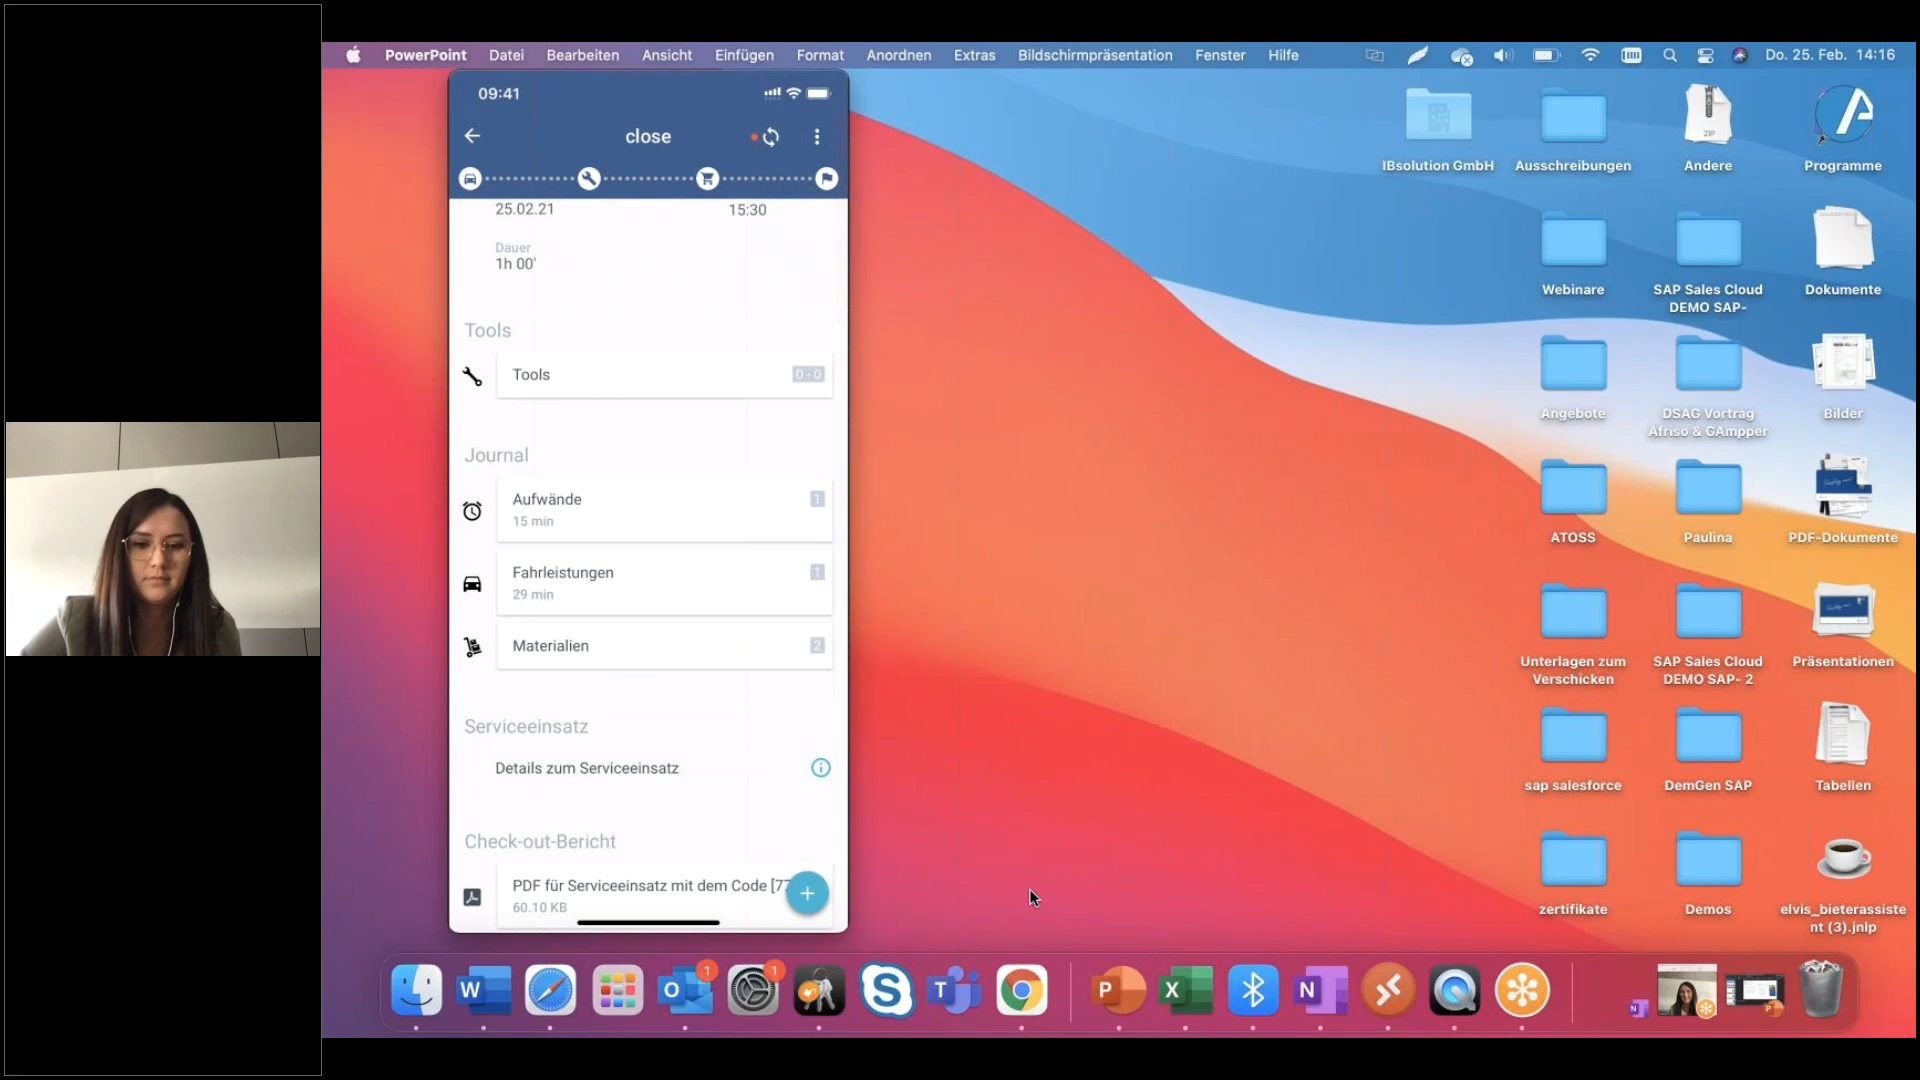 PowerPoint Datei Bearbeiten Ansicht Einfügen Format Anordnen Extras Bildschirmpräsentation Fenster Hilfe Do. 25. Feb. 14:16
09:41
close
25.02.21 15:30
Dauer
1h 00'
Tools
Tools 0 - 0
Journal
Aufwände 1
15 min
Fahrleistungen 1
29 min
Materialien 2
Serviceeinsatz
Details zum Serviceeinsatz
Check-out-Bericht
PDF für Serviceeinsatz mit dem Code [77
60.10 KB
ZIP
IBsolution GmbH Ausschreibungen Andere Programme
Webinare SAP Sales Cloud Dokumente
DEMO SAP-
Angebote DSAG Vortrag Bilder
Afriso & GAmpper
ATOSS Paulina PDF-Dokumente
Unterlagen zum SAP Sales Cloud Präsentationen
Verschicken DEMO SAP- 2
sap salesforce DemGen SAP Tabellen
zertifikate Demos elvis_bieterassiste
nt (3).jnlp
W O 1 1 S T P X N N P